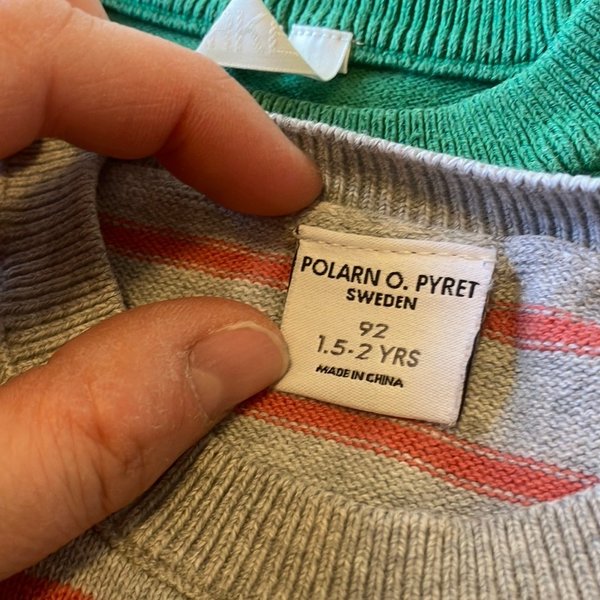 POLARN O. PYRET
SWEDEN
92
1.5-2 YRS
MADE IN CHINA